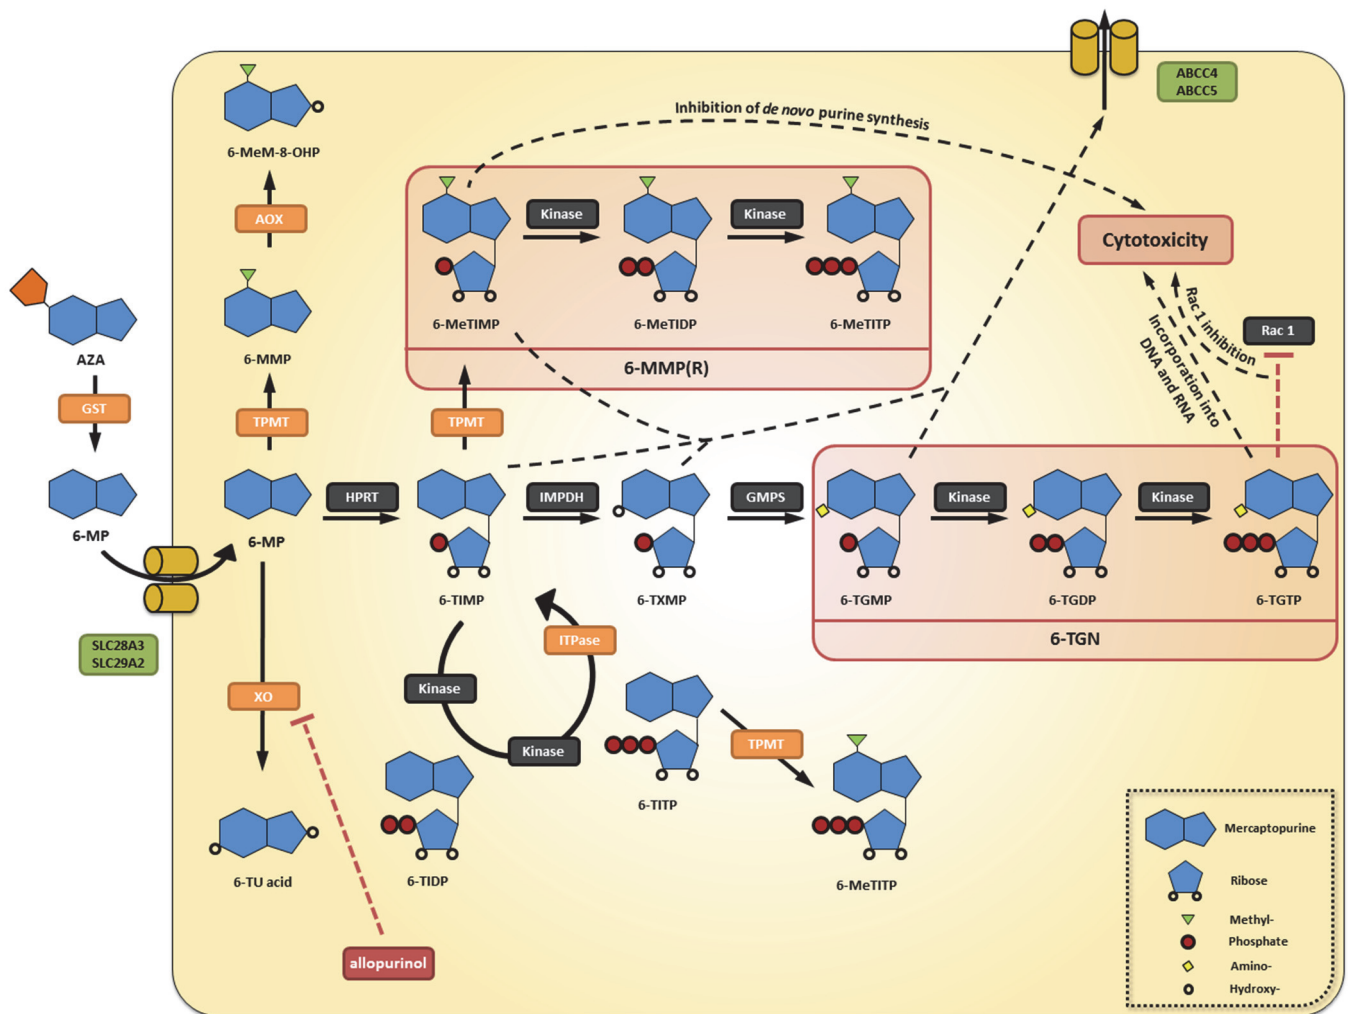 ABCC4
ABCC5
Inhibition of de novo purine synthesis
6-MeM-8-OHP
AOX
Kinase
Kinase
Cytotoxicity
6-MeTIMP
6-MeTIDP
6-MeTITP
Rac 1 inhibition
Rac 1
Incorporation into
DNA and RNA
AZA
6-MMP
6-MMP(R)
GST
TPMT
TPMT
HPRT
IMPDH
GMPS
Kinase
Kinase
6-MP
6-MP
6-TIMP
6-TXMP
6-TGMP
6-TGDP
6-TGTP
6-TGN
SLC28A3
SLC29A2
ITPase
Kinase
XO
Kinase
TPMT
6-TITP
6-TU acid
6-TIDP
6-MeTITP
allopurinol
Mercaptopurine
Ribose
Methyl-
Phosphate
Amino-
Hydroxy-